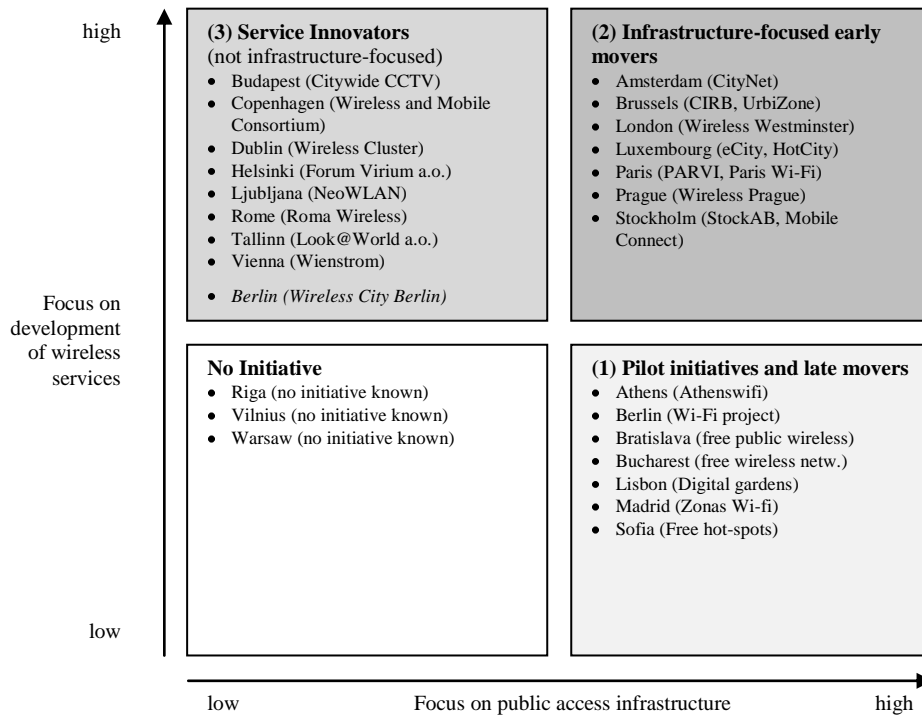 high
(3) Service Innovators
(not infrastructure-focused)
• Budapest (Citywide CCTV)
• Copenhagen (Wireless and Mobile
Consortium)
• Dublin (Wireless Cluster)
• Helsinki (Forum Virium a.o.)
• Ljubljana (NeoWLAN)
• Rome (Roma Wireless)
• Tallinn (Look@World a.o.)
• Vienna (Wienstrom)
• Berlin (Wireless City Berlin)
(2) Infrastructure-focused early
movers
• Amsterdam (CityNet)
• Brussels (CIRB, UrbiZone)
• London (Wireless Westminster)
• Luxembourg (eCity, HotCity)
• Paris (PARVI, Paris Wi-Fi)
• Prague (Wireless Prague)
• Stockholm (StockAB, Mobile
Connect)
Focus on
development
of wireless
services
No Initiative
• Riga (no initiative known)
• Vilnius (no initiative known)
• Warsaw (no initiative known)
(1) Pilot initiatives and late movers
• Athens (Athenswifi)
• Berlin (Wi-Fi project)
• Bratislava (free public wireless)
• Bucharest (free wireless netw.)
• Lisbon (Digital gardens)
• Madrid (Zonas Wi-fi)
• Sofia (Free hot-spots)
low
low
Focus on public access infrastructure
high